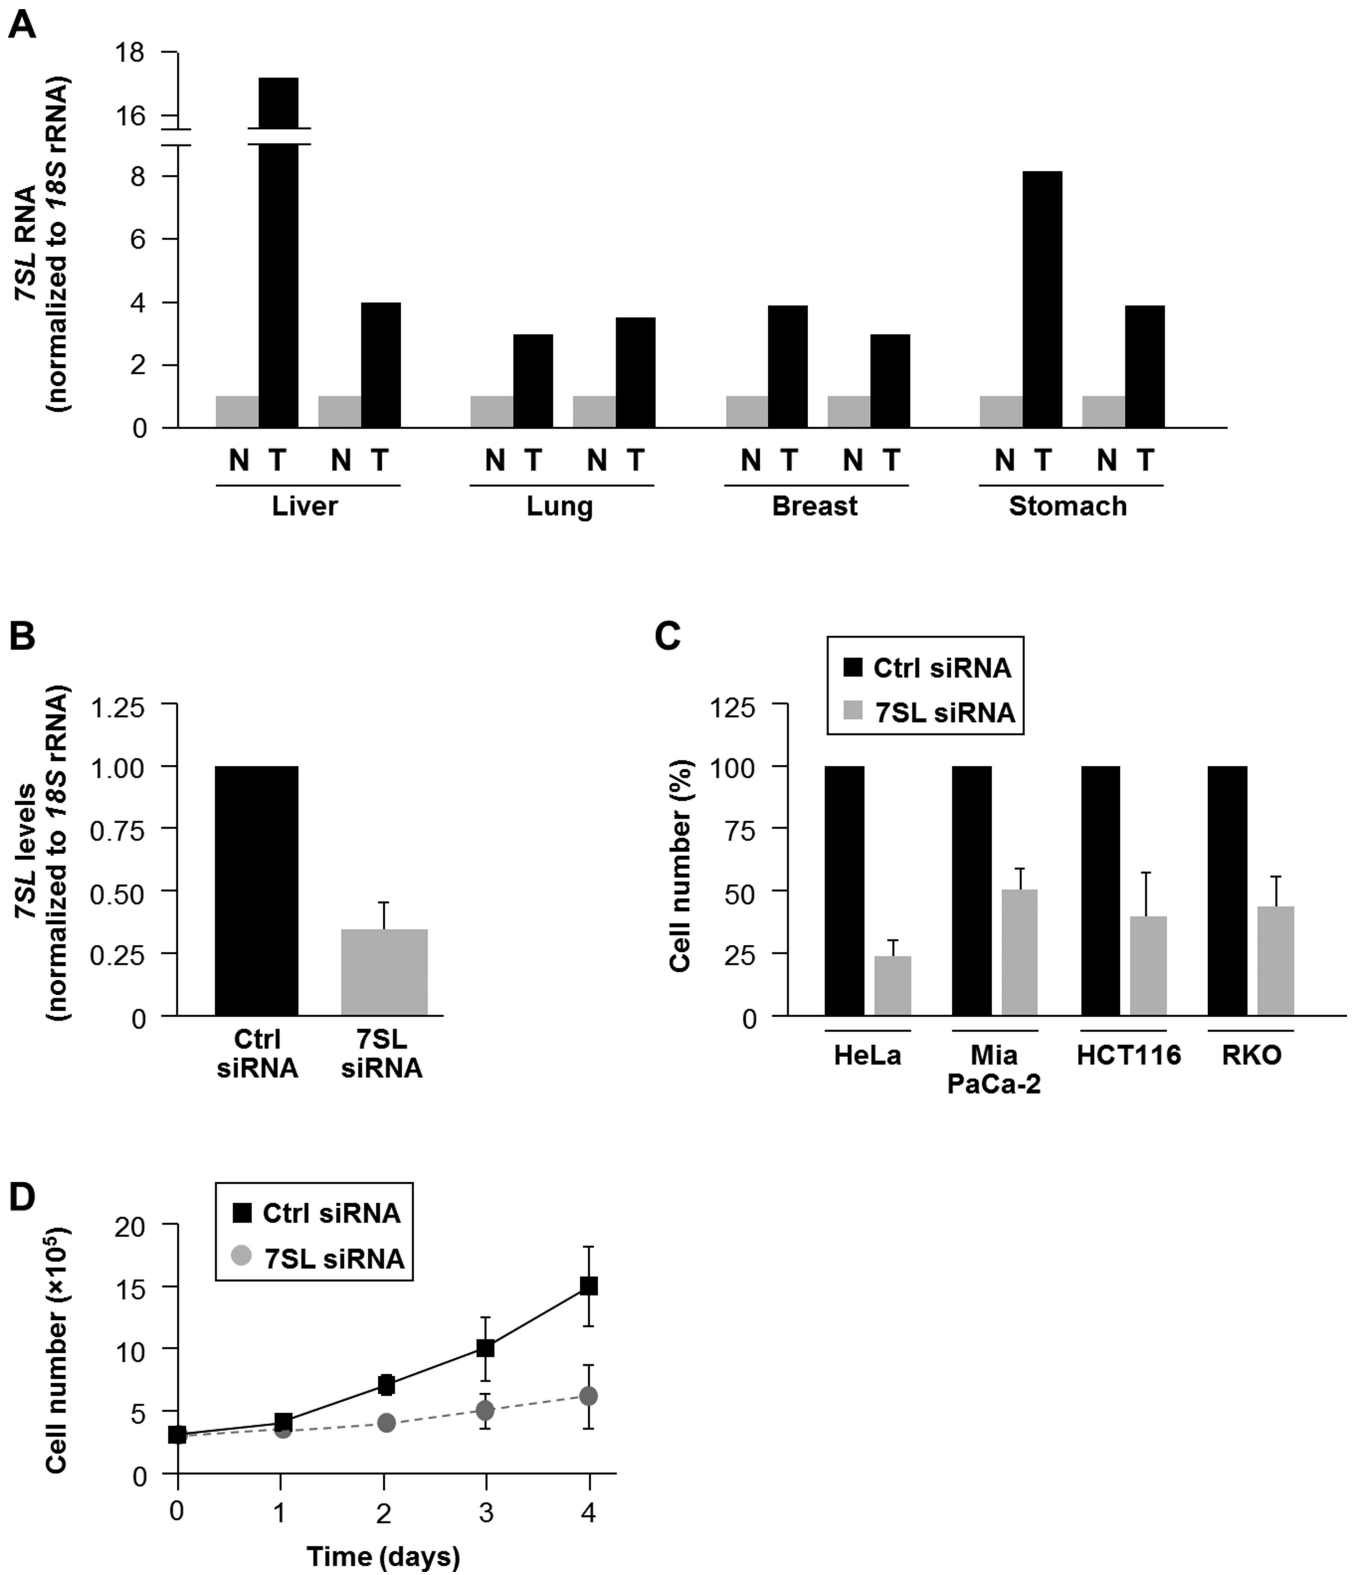 A
7SL RNA
(normalized to 18S rRNA)
18
16
8
6
4
2
0
N T N T N T N T N T N T N T N T
Liver Lung Breast Stomach
B
7SL levels
(normalized to 18S rRNA)
1.25
1.00
0.75
0.50
0.25
0
Ctrl siRNA
7SL siRNA
C
Ctrl siRNA
7SL siRNA
Cell number (%)
125
100
75
50
25
0
HeLa
Mia
PaCa-2
HCT116
RKO
D
Ctrl siRNA
7SL siRNA
Cell number (×10⁵)
20
15
10
5
0
0 1 2 3 4
Time (days)